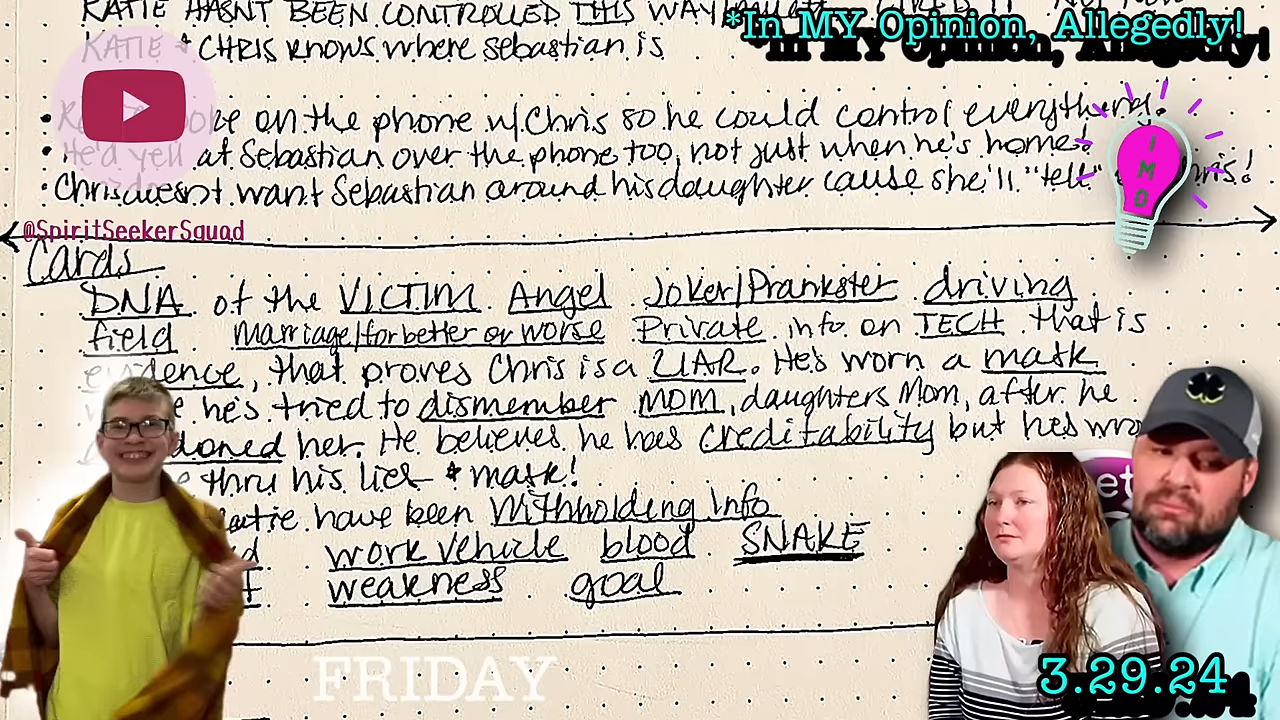 KATIE HASN'T BEEN CONTROLLED THIS WAY
*In MY Opinion, Allegedly!
KATIE & CHRIS KNOWS where Sebastian is
on the phone w/Chris so he could control everything.
He'd yell at Sebastian over the phone too, not just when he's home!
Chris doesn't want Sebastian around his daughter cause she'll "tell"
IMO
@SpiritSeekerSquad
Cards
DNA of the VICTIM Angel Joker/Prankster driving
field Marriage/for better or worse Private info on TECH that is
evidence, that proves Chris is a LIAR. He's worn a mask
he's tried to dismember MOM, daughters Mom, after he
her. He believes he has creditability but he's
thru his lies & mask!
Katie have been Withholding Info
work vehicle blood SNAKE
weakness goal
FRIDAY
3.29.24